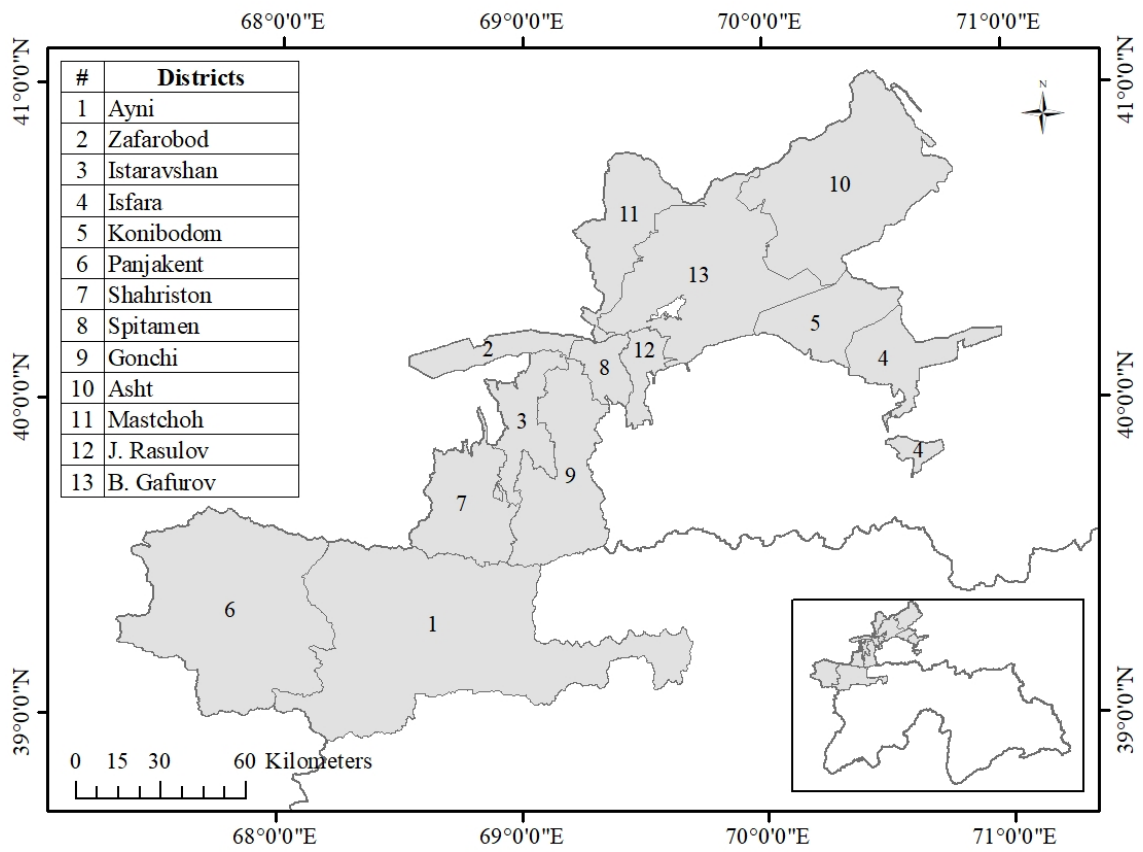 68°0'0"E 69°0'0"E 70°0'0"E 71°0'0"E
41°0'0"N
40°0'0"N
39°0'0"N
# Districts
1 Ayni
2 Zafarobod
3 Istaravshan
4 Isfara
5 Konibodom
6 Panjakent
7 Shahriston
8 Spitamen
9 Gonchi
10 Asht
11 Mastchoh
12 J. Rasulov
13 B. Gafurov
N
10
11
13
5
2
12
8
4
3
4
9
7
6
1
0 15 30 60 Kilometers
41°0'0"N
40°0'0"N
39°0'0"N
68°0'0"E 69°0'0"E 70°0'0"E 71°0'0"E